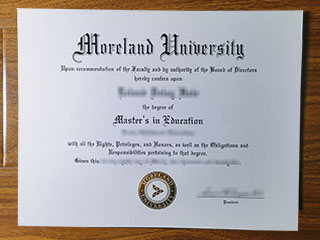 Moreland University
Upon recommendation of the Faculty and by authority of the Board of Directors
hereby confers upon
the degree of
Master's in Education
with all the Rights, Privileges, and Honors, as well as the Obligations and
Responsibilities pertaining to that degree.
Given this
MORELAND
UNIVERSITY
President